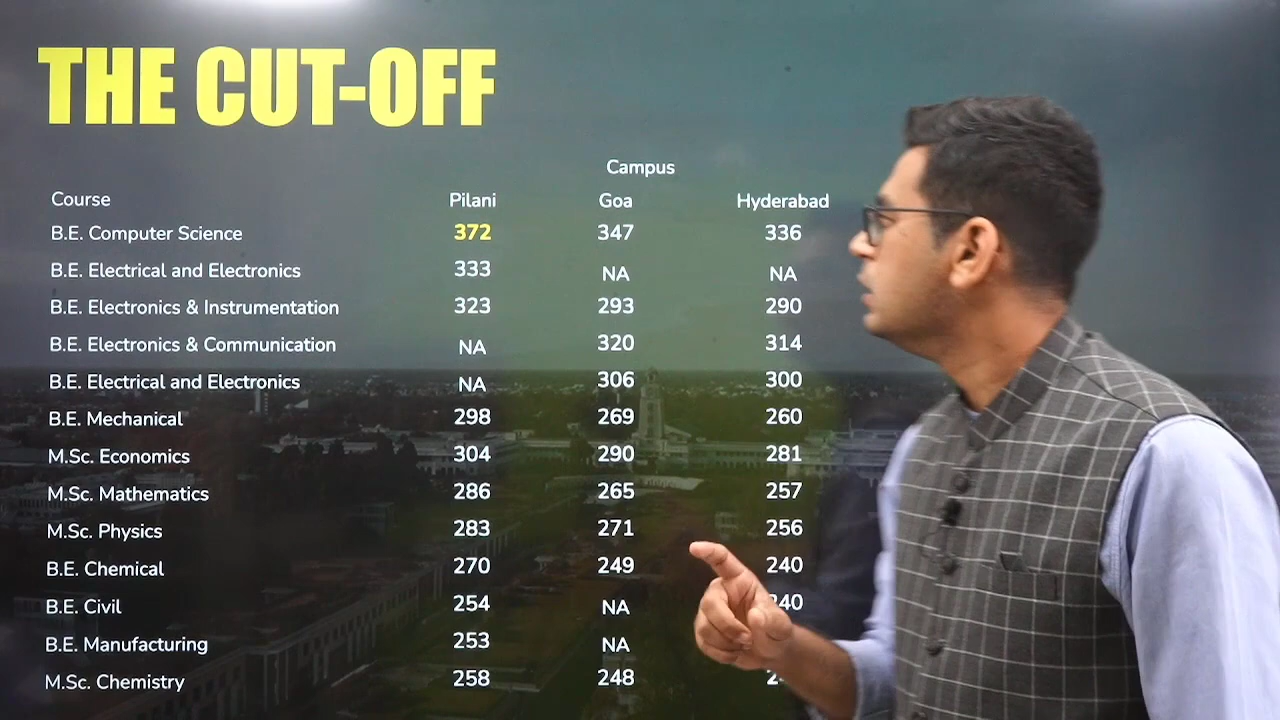 THE CUT-OFF
Campus
Course Pilani Goa Hyderabad
B.E. Computer Science 372 347 336
B.E. Electrical and Electronics 333 NA NA
B.E. Electronics & Instrumentation 323 293 290
B.E. Electronics & Communication NA 320 314
B.E. Electrical and Electronics NA 306 300
B.E. Mechanical 298 269 260
M.Sc. Economics 304 290 281
M.Sc. Mathematics 286 265 257
M.Sc. Physics 283 271 256
B.E. Chemical 270 249 240
B.E. Civil 254 NA
B.E. Manufacturing 253 NA
M.Sc. Chemistry 258 248